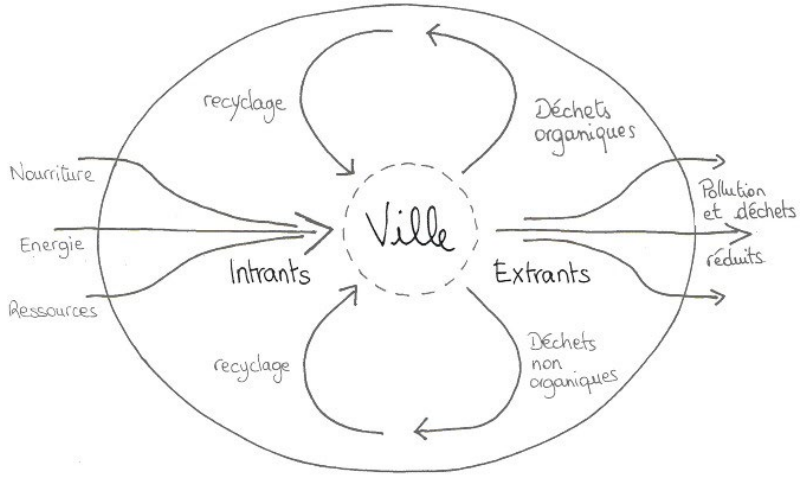 recyclage
Déchets
organiques
Nourriture
Energie
Ressources
Intrants
Ville
Extrants
Pollution
et déchets
réduits
recyclage
Déchets
non
organiques